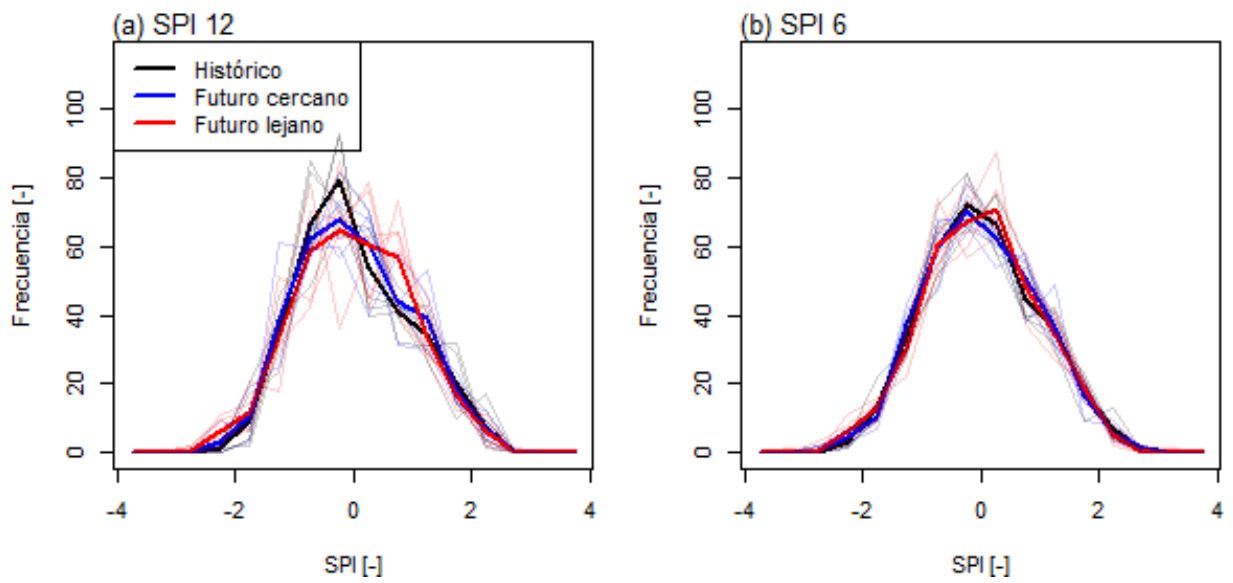 (a) SPI 12
Histórico
Futuro cercano
Futuro lejano
Frecuencia [-]
100
80
60
40
20
0
-4 -2 0 2 4
SPI [-]
(b) SPI 6
Frecuencia [-]
100
80
60
40
20
0
-4 -2 0 2 4
SPI [-]